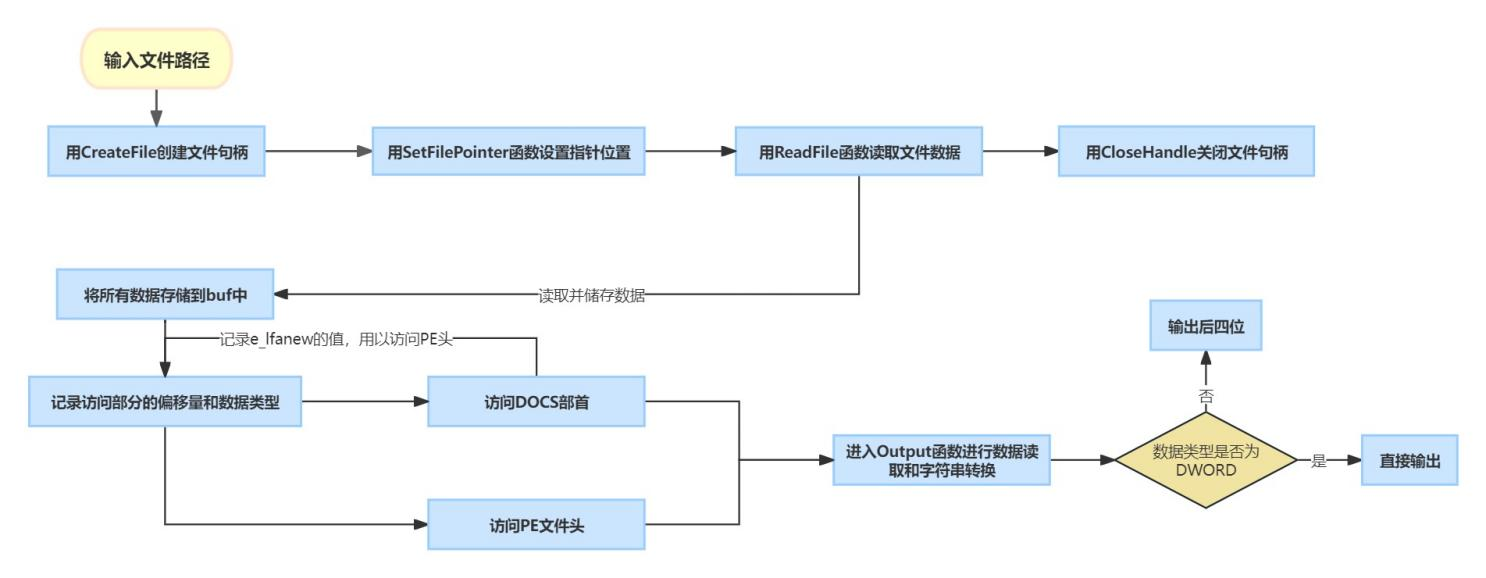 输入文件路径
用CreateFile创建文件句柄
用SetFilePointer函数设置指针位置
用ReadFile函数读取文件数据
用CloseHandle关闭文件句柄
将所有数据存储到buf中
读取并储存数据
记录e_lfanew的值，用以访问PE头
输出后四位
记录访问部分的偏移量和数据类型
访问DOCS部首
否
进入Output函数进行数据读
取和字符串转换
数据类型是否为
DWORD
是
直接输出
访问PE文件头